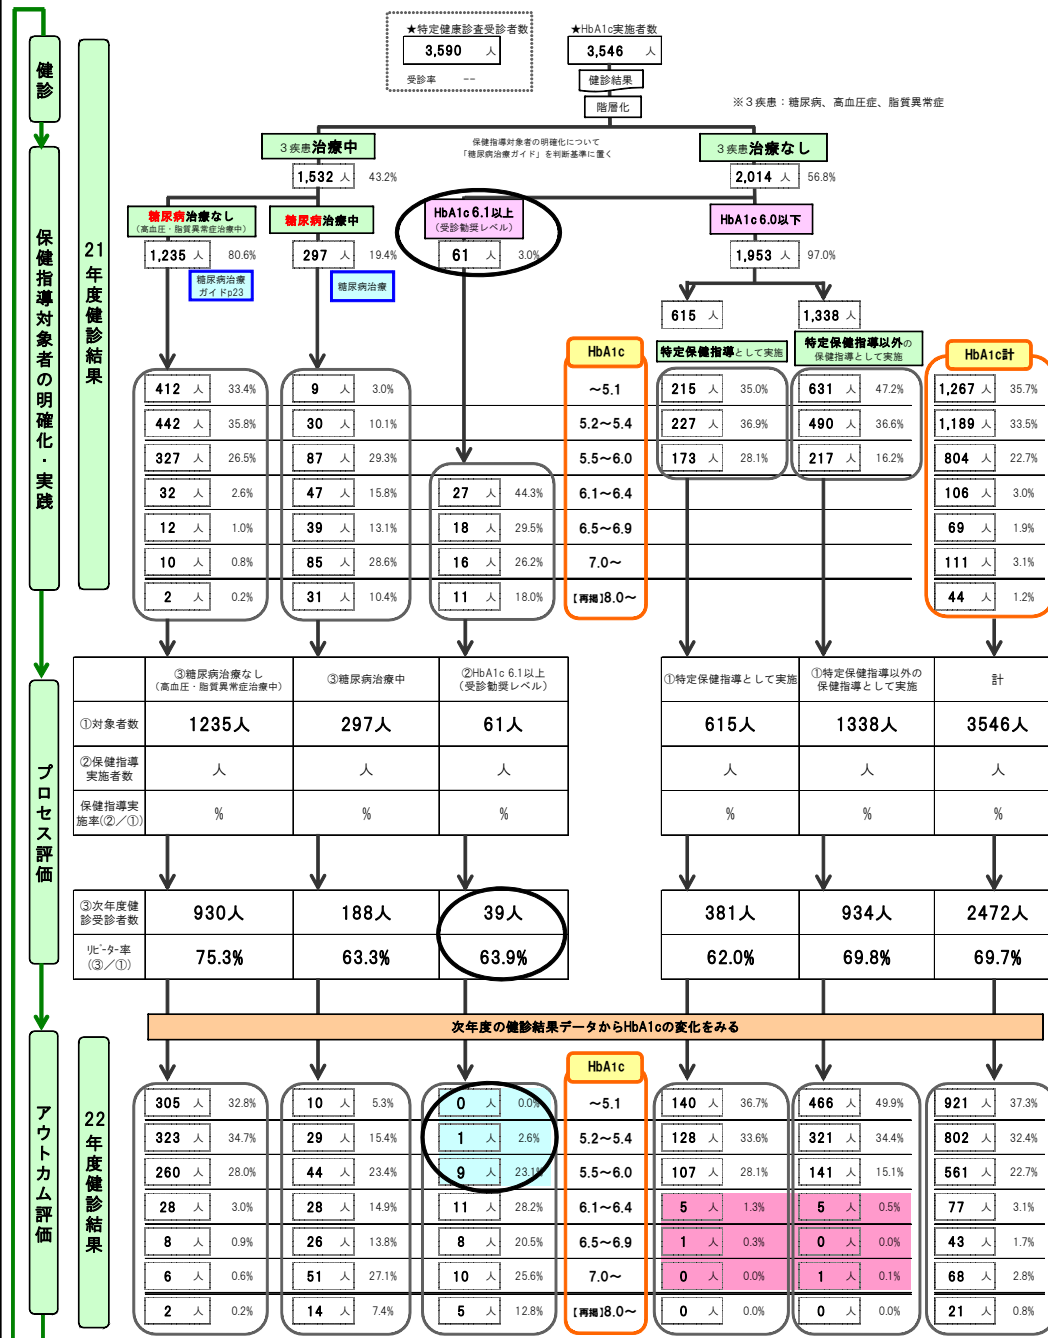 ★特定健康診査受診者数
3,590 人
受診率 --
★HbA1c実施者数
3,546 人
健診結果
階層化
※3疾患：糖尿病、高血圧症、脂質異常症
健診
保健指導対象者の明確化・実践
21年度健診結果
保健指導対象者の明確化について
「糖尿病治療ガイド」を判断基準に置く
3疾患治療中
1,532 人 43.2%
3疾患治療なし
2,014 人 56.8%
糖尿病治療なし
(高血圧・脂質異常症治療中)
1,235 人 80.6%
糖尿病治療
ガイドp23
糖尿病治療中
297 人 19.4%
糖尿病治療
HbA1c 6.1以上
(受診勧奨レベル)
61 人 3.0%
HbA1c 6.0以下
1,953 人 97.0%
615 人
1,338 人
HbA1c
特定保健指導として実施
特定保健指導以外の
保健指導として実施
HbA1c計
412 人 33.4% 9 人 3.0% ～5.1 215 人 35.0% 631 人 47.2% 1,267 人 35.7%
442 人 35.8% 30 人 10.1% 5.2～5.4 227 人 36.9% 490 人 36.6% 1,189 人 33.5%
327 人 26.5% 87 人 29.3% 5.5～6.0 173 人 28.1% 217 人 16.2% 804 人 22.7%
32 人 2.6% 47 人 15.8% 27 人 44.3% 6.1～6.4 106 人 3.0%
12 人 1.0% 39 人 13.1% 18 人 29.5% 6.5～6.9 69 人 1.9%
10 人 0.8% 85 人 28.6% 16 人 26.2% 7.0～ 111 人 3.1%
2 人 0.2% 31 人 10.4% 11 人 18.0% 【再掲】8.0～ 44 人 1.2%
プロセス評価
③糖尿病治療なし
(高血圧・脂質異常症治療中)
③糖尿病治療中
②HbA1c 6.1以上
(受診勧奨レベル)
①特定保健指導として実施
①特定保健指導以外の
保健指導として実施
計
①対象者数 1235人 297人 61人 615人 1338人 3546人
②保健指導
実施者数 人 人 人 人 人 人
保健指導実
施率(②/①) % % % % % %
③次年度健
診受診者数 930人 188人 39人 381人 934人 2472人
ﾘﾋﾟｰﾀｰ率
(③/①) 75.3% 63.3% 63.9% 62.0% 69.8% 69.7%
次年度の健診結果データからHbA1cの変化をみる
アウトカム評価
22年度健診結果
HbA1c
305 人 32.8% 10 人 5.3% 0 人 0.0% ～5.1 140 人 36.7% 466 人 49.9% 921 人 37.3%
323 人 34.7% 29 人 15.4% 1 人 2.6% 5.2～5.4 128 人 33.6% 321 人 34.4% 802 人 32.4%
260 人 28.0% 44 人 23.4% 9 人 23.1% 5.5～6.0 107 人 28.1% 141 人 15.1% 561 人 22.7%
28 人 3.0% 28 人 14.9% 11 人 28.2% 6.1～6.4 5 人 1.3% 5 人 0.5% 77 人 3.1%
8 人 0.9% 26 人 13.8% 8 人 20.5% 6.5～6.9 1 人 0.3% 0 人 0.0% 43 人 1.7%
6 人 0.6% 51 人 27.1% 10 人 25.6% 7.0～ 0 人 0.0% 1 人 0.1% 68 人 2.8%
2 人 0.2% 14 人 7.4% 5 人 12.8% 【再掲】8.0～ 0 人 0.0% 0 人 0.0% 21 人 0.8%